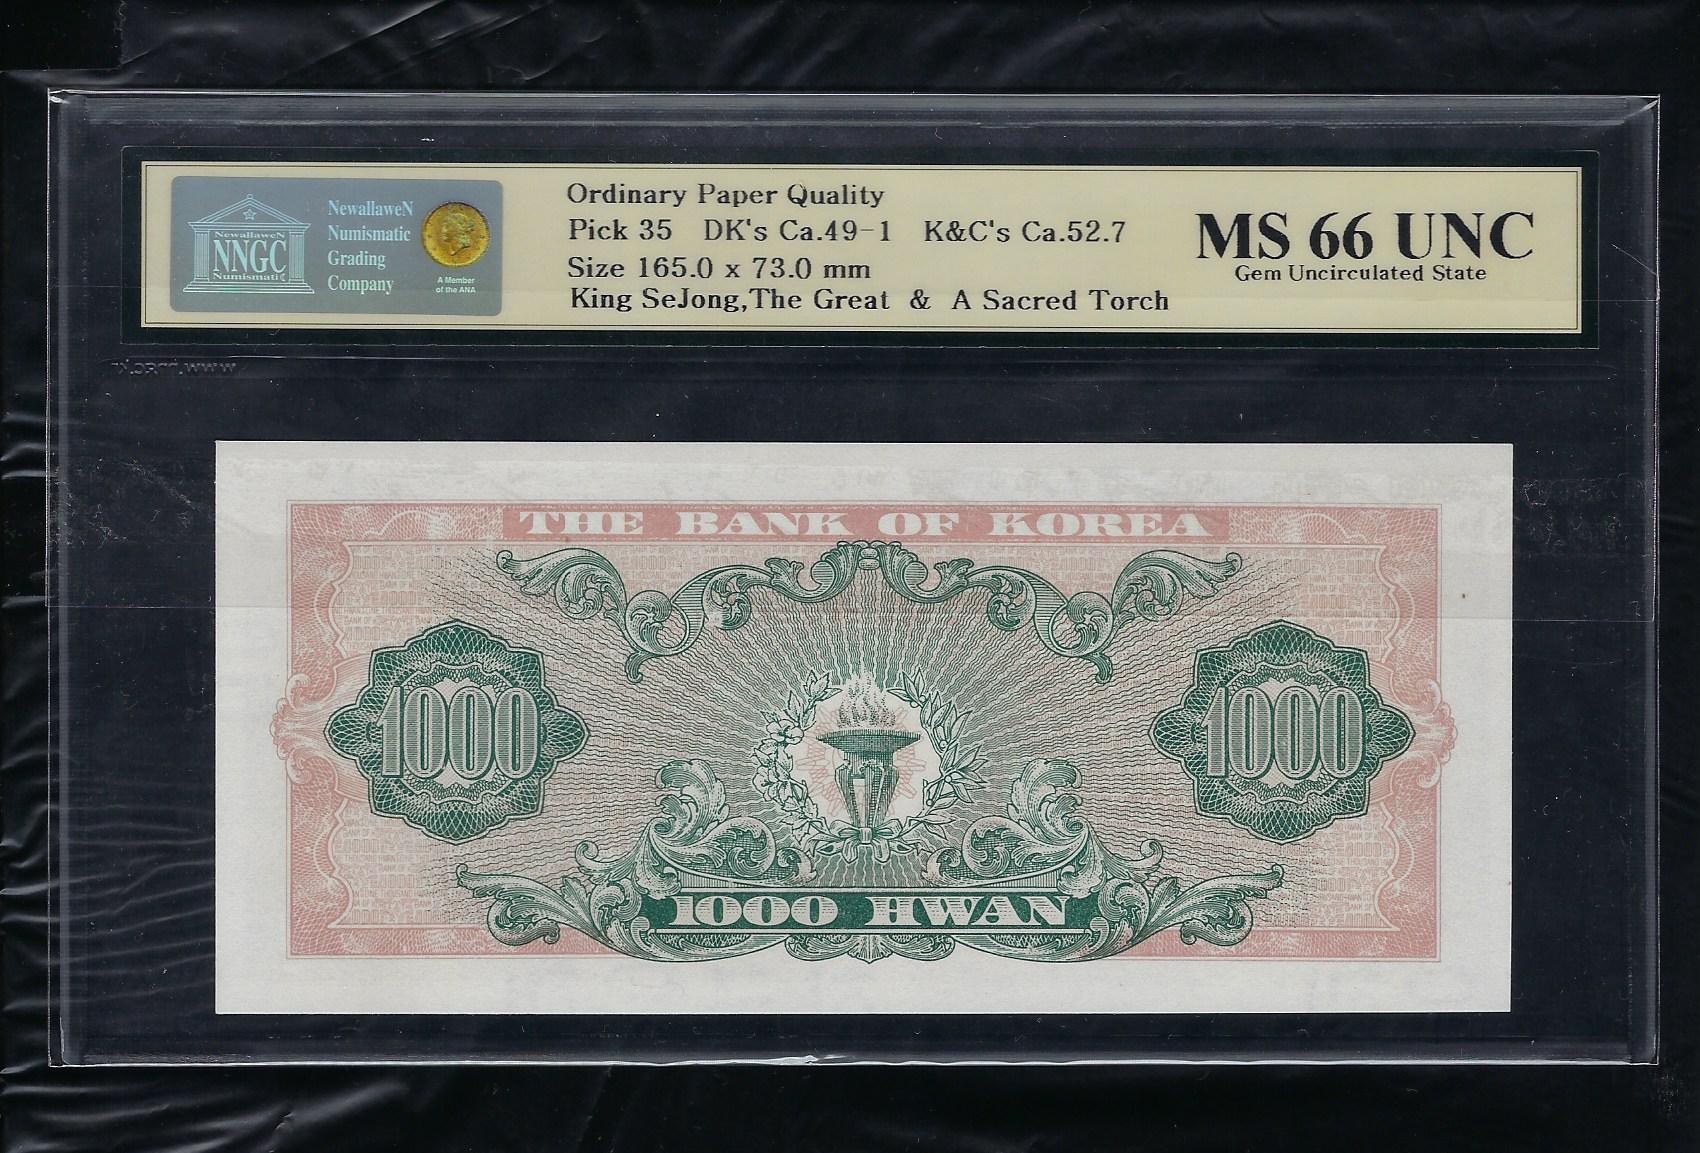 NewallaweN
NNGC
NumismatiC
NewallaweN
Numismatic
Grading
Company
A Member
of the ANA
Ordinary Paper Quality
Pick 35 DK's Ca.49-1 K&C's Ca.52.7
Size 165.0 x 73.0 mm
King SeJong,The Great & A Sacred Torch
MS 66 UNC
Gem Uncirculated State
THE BANK OF KOREA
1000
1000
1000 HWAN